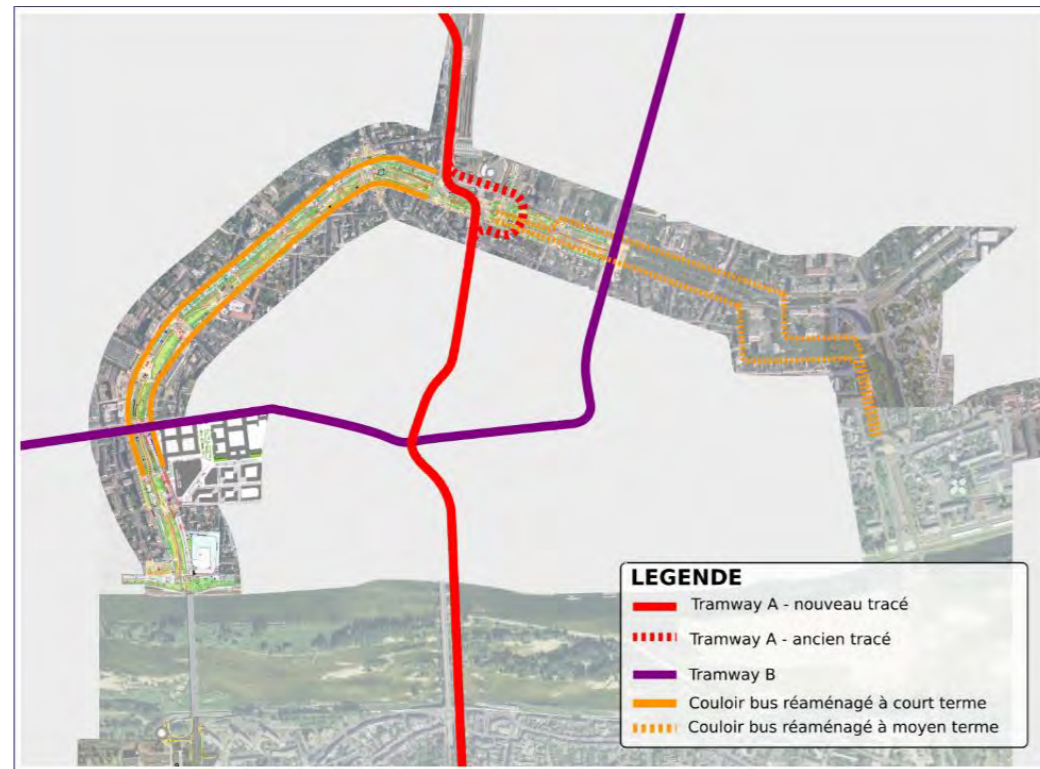 LEGENDE
Tramway A - nouveau tracé
Tramway A - ancien tracé
Tramway B
Couloir bus réaménagé à court terme
Couloir bus réaménagé à moyen terme